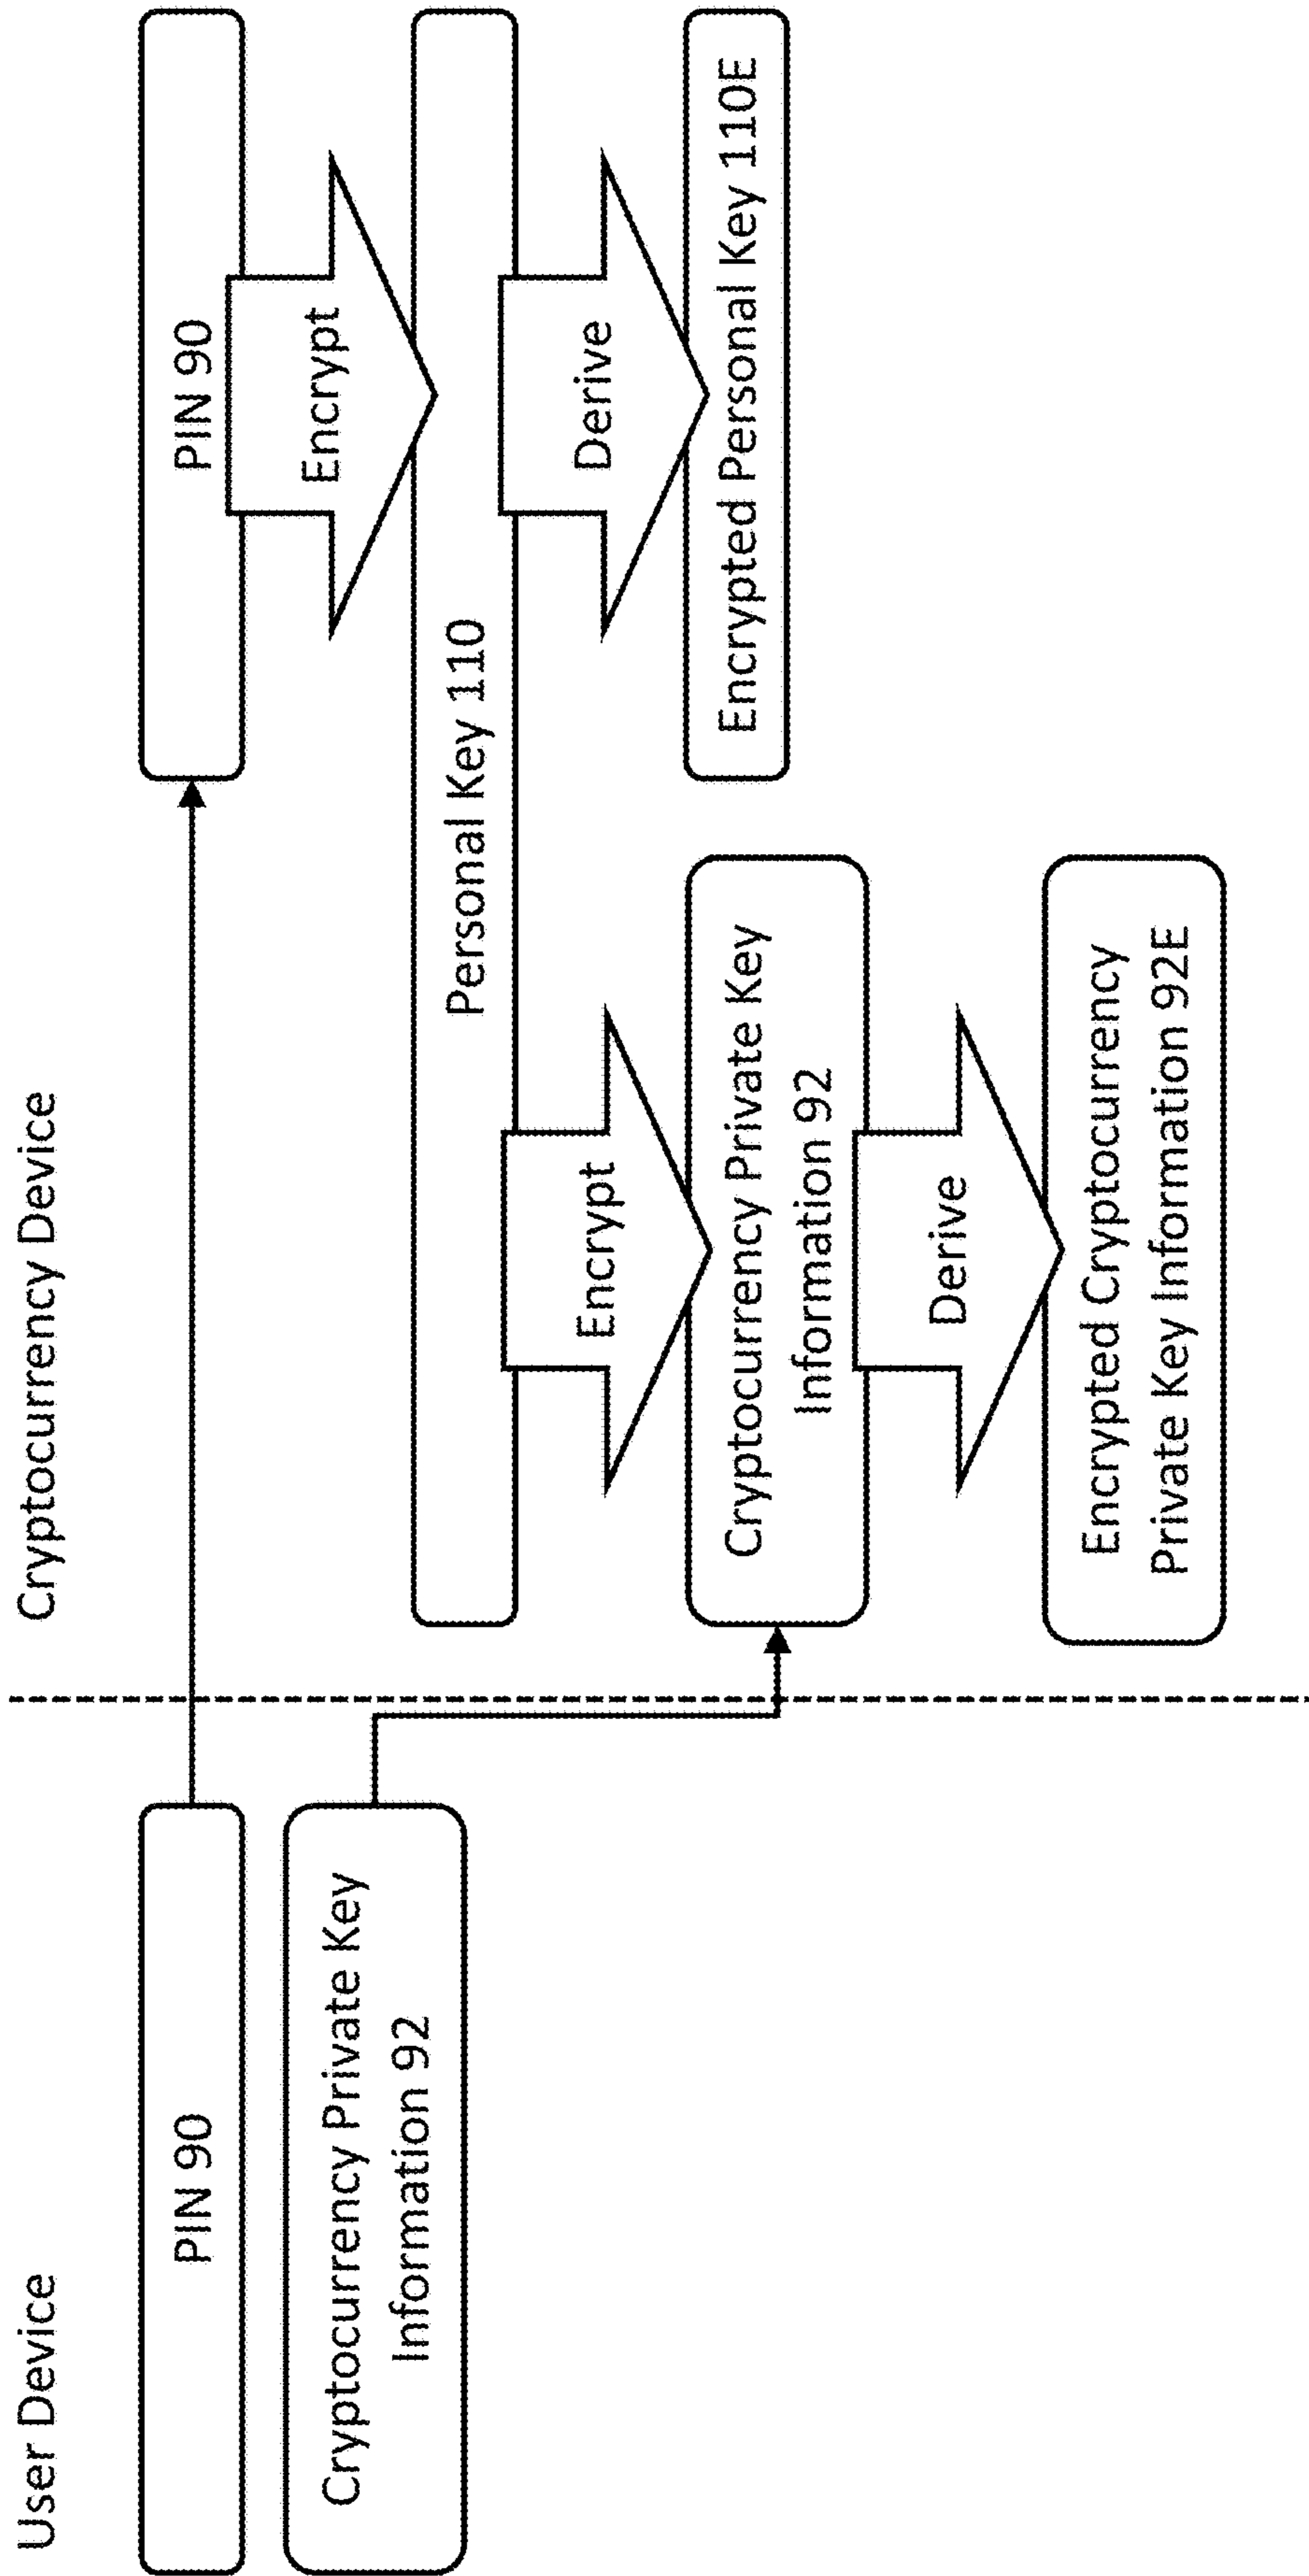 User Device
Cryptocurrency Device
PIN 90
Cryptocurrency Private Key
Information 92
PIN 90
Encrypt
Personal Key 110
Encrypt
Derive
Cryptocurrency Private Key
Information 92
Encrypted Personal Key 110E
Derive
Encrypted Cryptocurrency
Private Key Information 92E